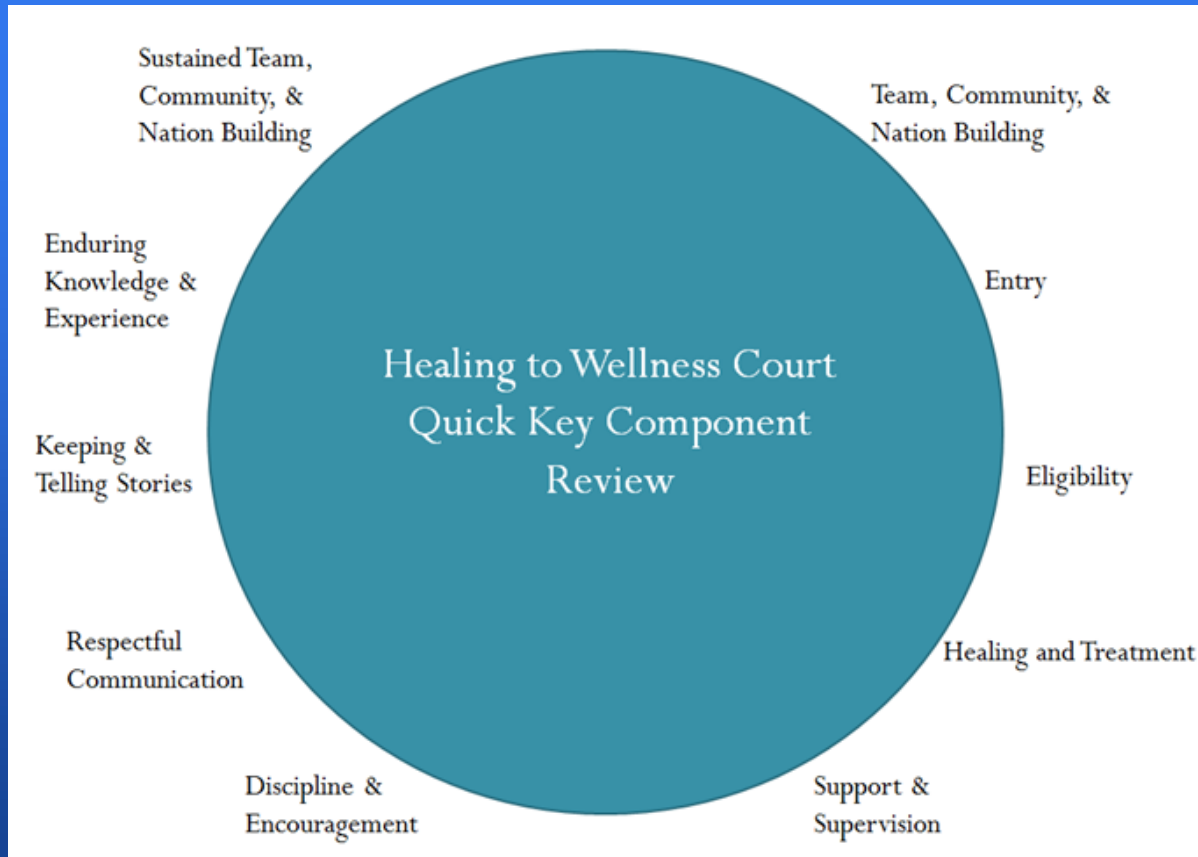 Healing to Wellness Court
Quick Key Component
Review
Team, Community, &
Nation Building
Entry
Eligibility
Healing and Treatment
Support &
Supervision
Discipline &
Encouragement
Respectful
Communication
Keeping &
Telling Stories
Enduring
Knowledge &
Experience
Sustained Team,
Community, &
Nation Building